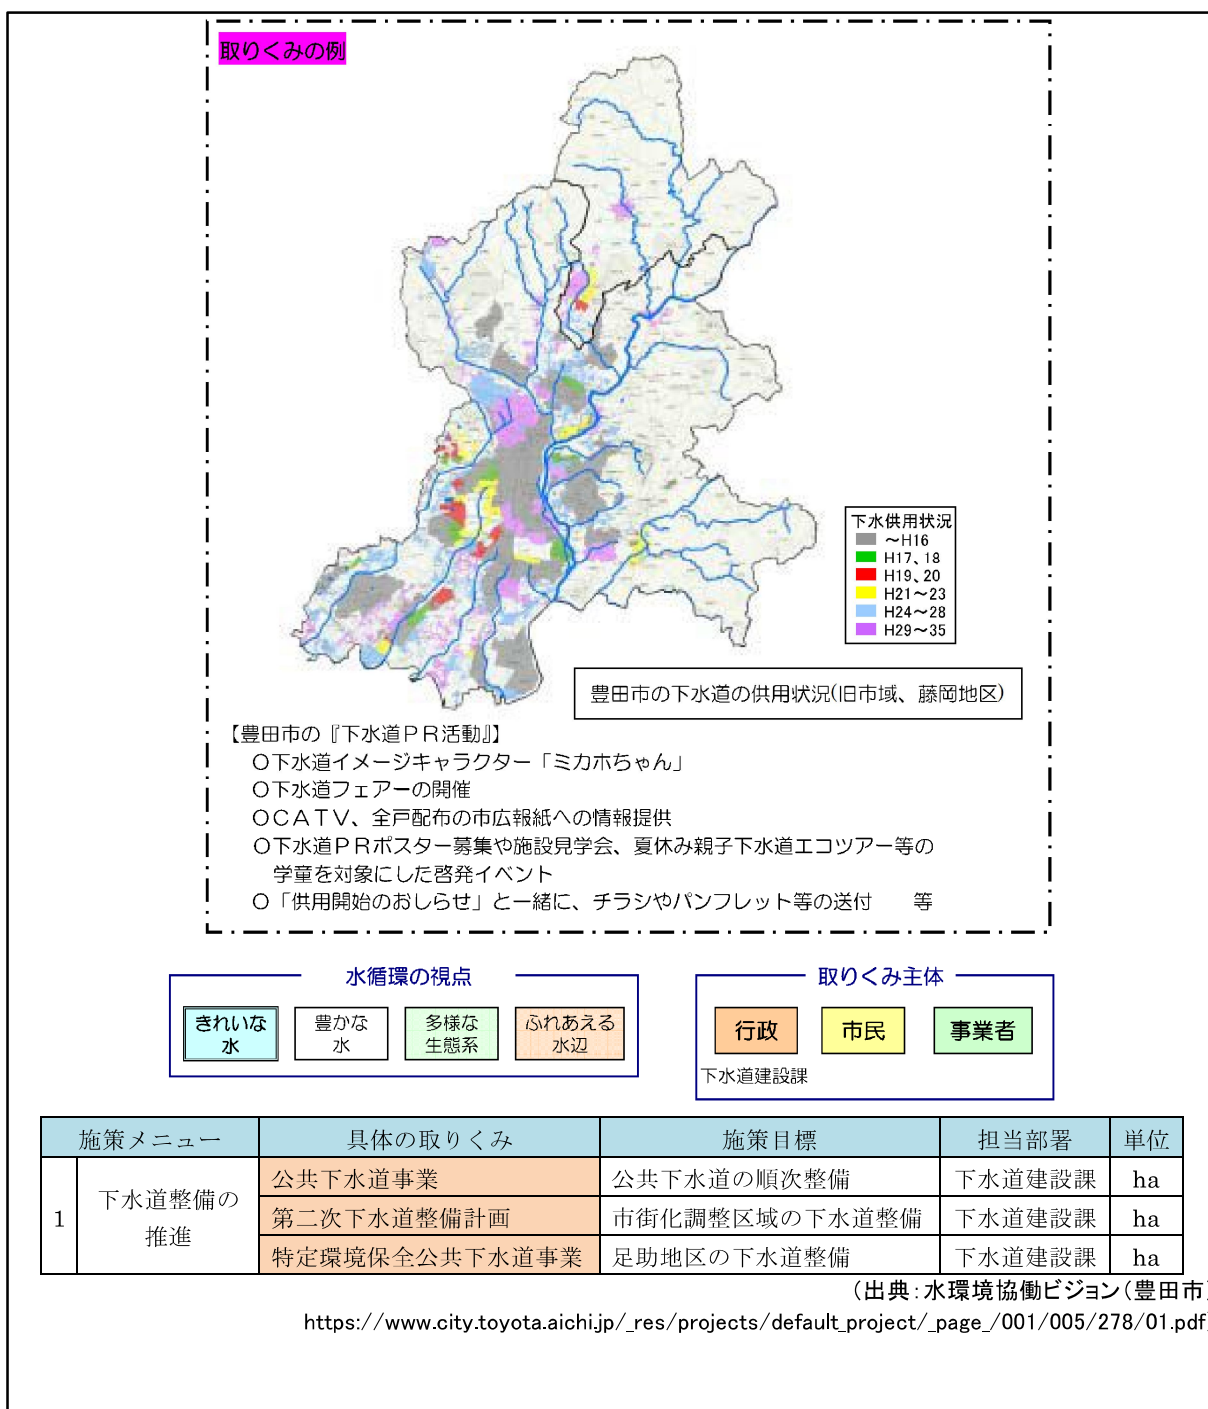 取りくみの例
下水供用状況
～H16
H17、18
H19、20
H21～23
H24～28
H29～35
豊田市の下水道の供用状況(旧市域、藤岡地区)
【豊田市の『下水道ＰＲ活動』】
○下水道イメージキャラクター「ミカホちゃん」
○下水道フェアーの開催
○ＣＡＴＶ、全戸配布の市広報紙への情報提供
○下水道ＰＲポスター募集や施設見学会、夏休み親子下水道エコツアー等の
学童を対象にした啓発イベント
○「供用開始のおしらせ」と一緒に、チラシやパンフレット等の送付　等
水循環の視点
きれいな
水
豊かな
水
多様な
生態系
ふれあえる
水辺
取りくみ主体
行政
市民
事業者
下水道建設課
施策メニュー 具体の取りくみ 施策目標 担当部署 単位
1 下水道整備の
推進
公共下水道事業 公共下水道の順次整備 下水道建設課 ha
第二次下水道整備計画 市街化調整区域の下水道整備 下水道建設課 ha
特定環境保全公共下水道事業 足助地区の下水道整備 下水道建設課 ha
（出典：水環境協働ビジョン（豊田市）
https://www.city.toyota.aichi.jp/_res/projects/default_project/_page_/001/005/278/01.pdf）